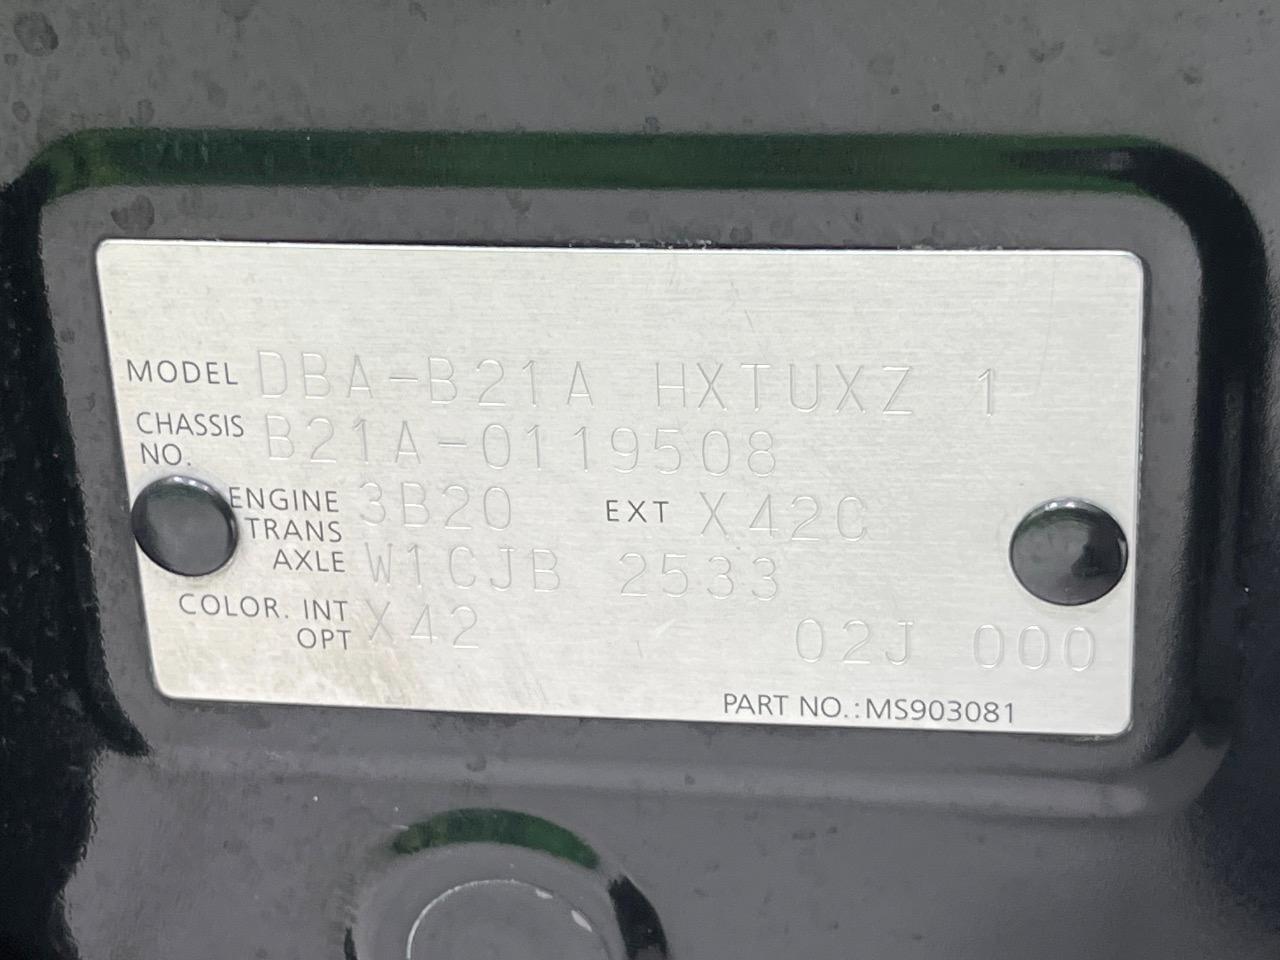 MODEL DBA-B21A HXTUXZ 1
CHASSIS NO. B21A-0119508
ENGINE 3B20 EXT X42C
TRANS AXLE W1CJB 2533
COLOR. INT OPT X42 02J 000
PART NO.:MS903081